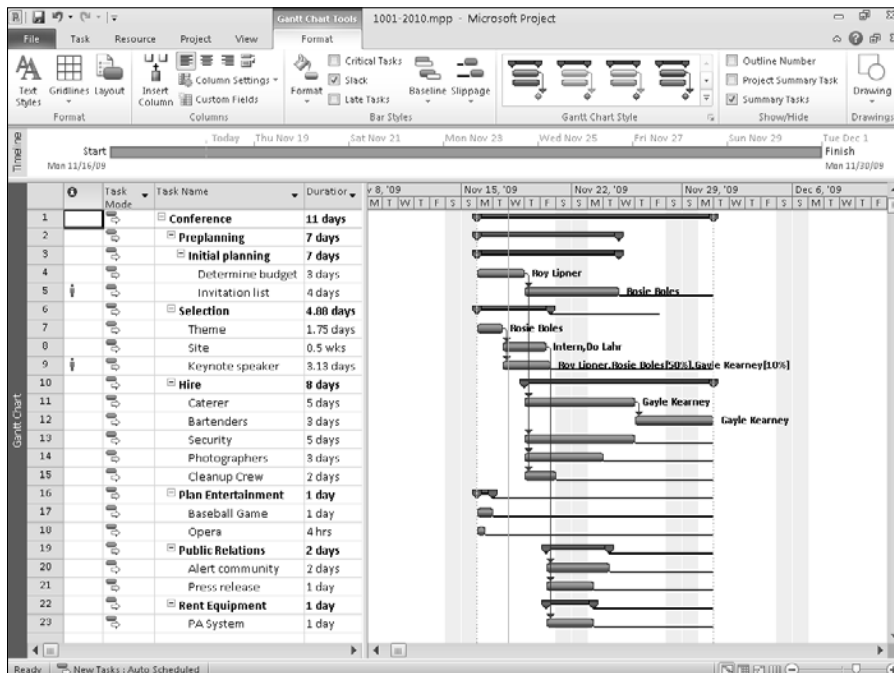 Gantt Chart Tools 1001-2010.mpp - Microsoft Project
File Task Resource Project View Format
Text Styles Gridlines Layout Insert Column Column Settings Custom Fields Format Critical Tasks Slack Late Tasks Baseline Slippage Outline Number Project Summary Task Summary Tasks Drawing
Format Columns Bar Styles Gantt Chart Style Show/Hide Drawings
Timeline
Today Thu Nov 19 Sat Nov 21 Mon Nov 23 Wed Nov 25 Fri Nov 27 Sun Nov 29 Tue Dec 1
Start Finish
Mon 11/16/09 Mon 11/30/09
Gantt Chart
Task Mode Task Name Duration v 8, '09 Nov 15, '09 Nov 22, '09 Nov 29, '09 Dec 6, '09
M T W T F S S M T W T F S S M T W T F S S M T W T F S S M T W T F
1 Conference 11 days
2 Preplanning 7 days
3 Initial planning 7 days
4 Determine budget 3 days Roy Lipner
5 Invitation list 4 days Rosie Boles
6 Selection 4.88 days
7 Theme 1.75 days Rosie Boles
8 Site 0.5 wks Intern,Do Lahr
9 Keynote speaker 3.13 days Roy Lipner,Rosie Boles[50%],Gayle Kearney[10%]
10 Hire 8 days
11 Caterer 5 days Gayle Kearney
12 Bartenders 3 days Gayle Kearney
13 Security 5 days
14 Photographers 3 days
15 Cleanup Crew 2 days
16 Plan Entertainment 1 day
17 Baseball Game 1 day
18 Opera 4 hrs
19 Public Relations 2 days
20 Alert community 2 days
21 Press release 1 day
22 Rent Equipment 1 day
23 PA System 1 day
Ready New Tasks : Auto Scheduled